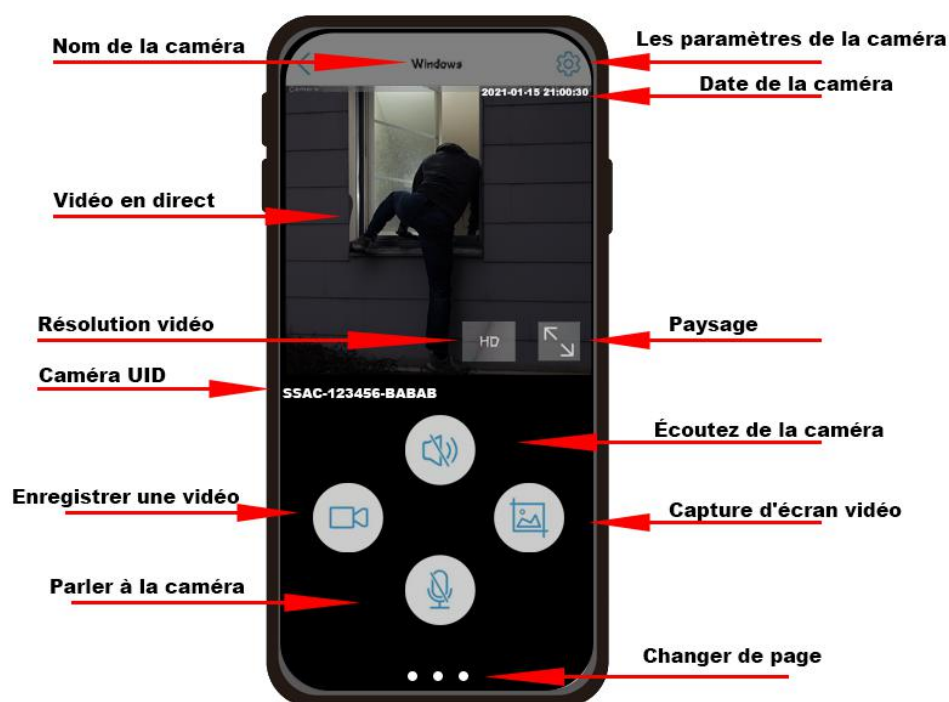 Nom de la caméra
Les paramètres de la caméra
Windows
Date de la caméra
Camera
2021-01-15 21:00:30
Vidéo en direct
Résolution vidéo
HD
Paysage
Caméra UID
SSAC-123456-BABAB
Écoutez de la caméra
Enregistrer une vidéo
Capture d'écran vidéo
Parler à la caméra
Changer de page